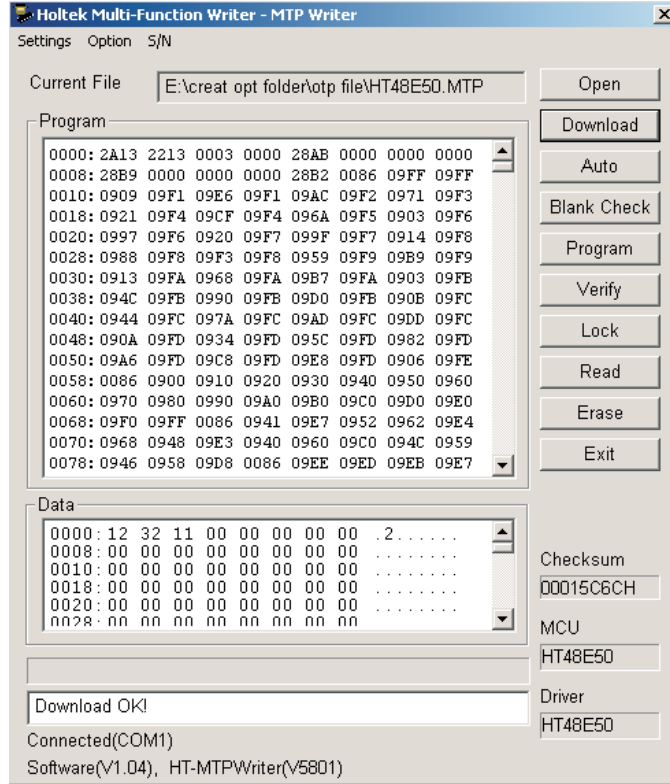 Holtek Multi-Function Writer - MTP Writer
Settings Option S/N
Current File E:\creat opt folder\otp file\HT48E50.MTP
Open
Download
Auto
Blank Check
Program
Verify
Lock
Read
Erase
Exit
Program
0000: 2A13 2213 0003 0000 28AB 0000 0000 0000
0008: 28B9 0000 0000 0000 28B2 0086 09FF 09FF
0010: 0909 09F1 09E6 09F1 09AC 09F2 0971 09F3
0018: 0921 09F4 09CF 09F4 096A 09F5 0903 09F6
0020: 0997 09F6 0920 09F7 099F 09F7 0914 09F8
0028: 0988 09F8 09F3 09F8 0959 09F9 09B9 09F9
0030: 0913 09FA 0968 09FA 09B7 09FA 0903 09FB
0038: 094C 09FB 0990 09FB 09D0 09FB 090B 09FC
0040: 0944 09FC 097A 09FC 09AD 09FC 09DD 09FC
0048: 090A 09FD 0934 09FD 095C 09FD 0982 09FD
0050: 09A6 09FD 09C8 09FD 09E8 09FD 0906 09FE
0058: 0086 0900 0910 0920 0930 0940 0950 0960
0060: 0970 0980 0990 09A0 09B0 09C0 09D0 09E0
0068: 09F0 09FF 0086 0941 09E7 0952 0962 09E4
0070: 0968 0948 09E3 0940 0960 09C0 094C 0959
0078: 0946 0958 09D8 0086 09EE 09ED 09EB 09E7
Data
0000: 12 32 11 00 00 00 00 00 .2......
0008: 00 00 00 00 00 00 00 00 ........
0010: 00 00 00 00 00 00 00 00 ........
0018: 00 00 00 00 00 00 00 00 ........
0020: 00 00 00 00 00 00 00 00 ........
0028: 00 00 00 00 00 00 00 00
Checksum
00015C6CH
MCU
HT48E50
Driver
HT48E50
Download OK!
Connected(COM1)
Software(V1.04), HT-MTPWriter(V5801)